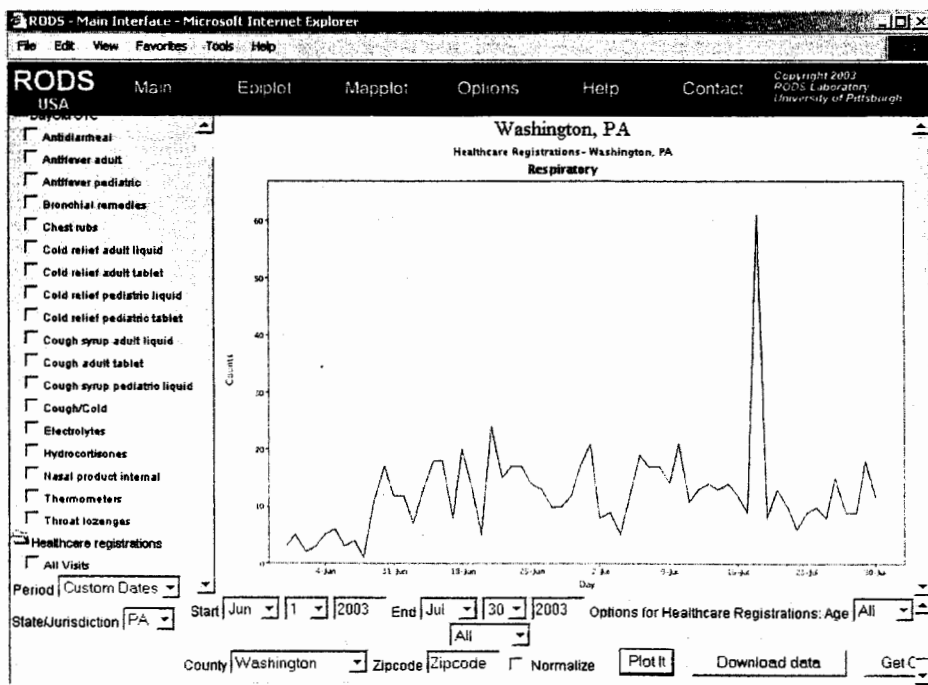 RODS - Main Interface - Microsoft Internet Explorer
File Edit View Favorites Tools Help
RODS USA
Main Epiplot Mapplot Options Help Contact
Copyright 2003
RODS Laboratory
University of Pittsburgh
Antidiarrheal
Antifever adult
Antifever pediatric
Bronchial remedies
Chest rubs
Cold relief adult liquid
Cold relief adult tablet
Cold relief pediatric liquid
Cold relief pediatric tablet
Cough syrup adult liquid
Cough adult tablet
Cough syrup pediatric liquid
Cough/Cold
Electrolytes
Hydrocortisones
Nasal product internal
Thermometers
Throat lozenges
Healthcare registrations
All Visits
Washington, PA
Healthcare Registrations- Washington, PA
Respiratory
60
50
40
30
20
10
0
Counts
4-Jun 11-Jun 18-Jun 25-Jun 2-Jul 9-Jul 16-Jul 23-Jul 30-Jul
Day
Period Custom Dates
State/Jurisdiction PA
Start Jun 1 2003 End Jul 30 2003 Options for Healthcare Registrations: Age All
All
County Washington Zipcode Zipcode Normalize Plot It Download data Get